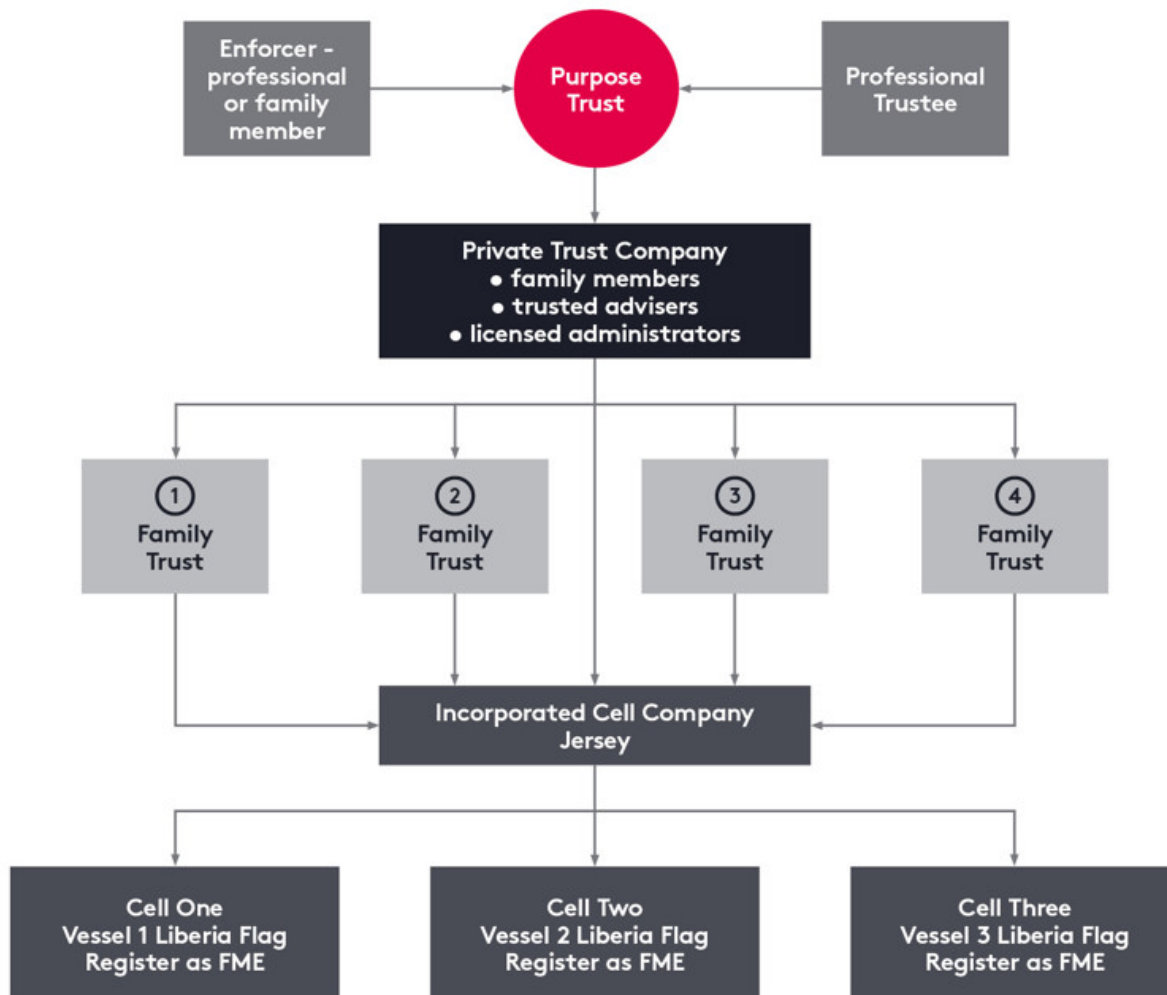 Enforcer -
professional
or family
member
Purpose
Trust
Professional
Trustee
Private Trust Company
● family members
● trusted advisers
● licensed administrators
1
Family
Trust
2
Family
Trust
3
Family
Trust
4
Family
Trust
Incorporated Cell Company
Jersey
Cell One
Vessel 1 Liberia Flag
Register as FME
Cell Two
Vessel 2 Liberia Flag
Register as FME
Cell Three
Vessel 3 Liberia Flag
Register as FME